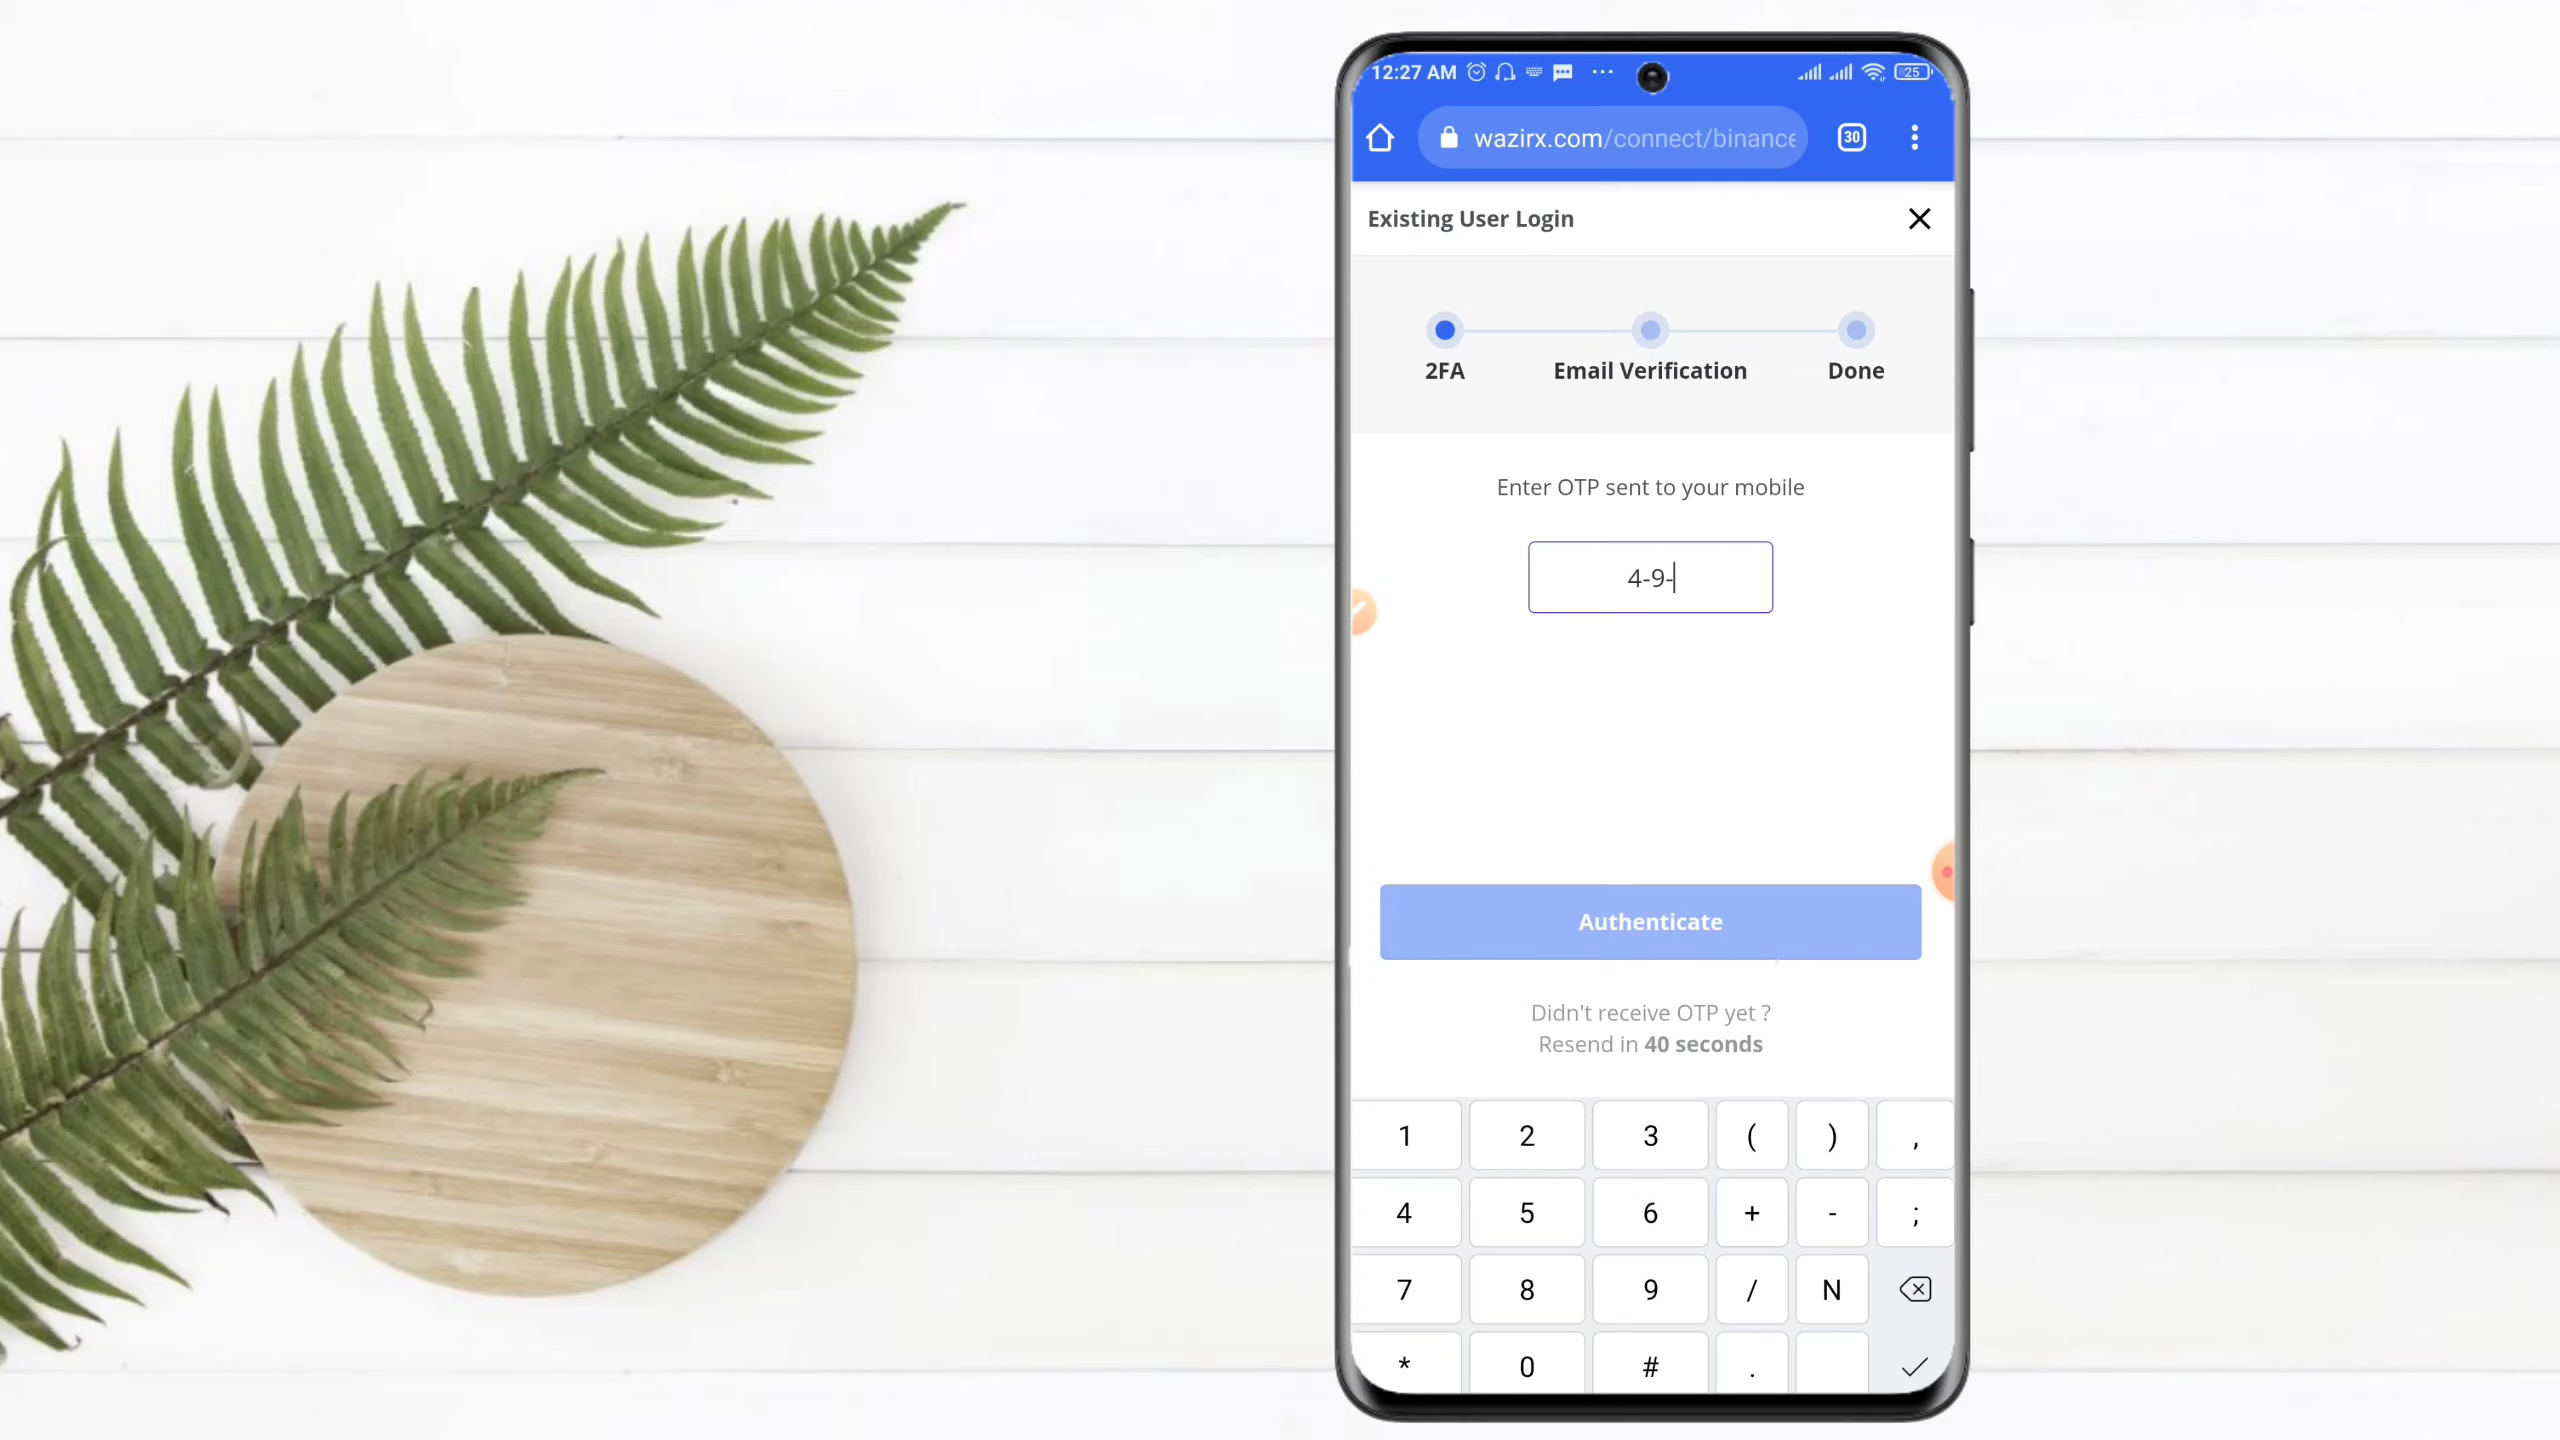 12:27 AM ... 25
wazirx.com/connect/binance
30
Existing User Login
2FA Email Verification Done
Enter OTP sent to your mobile
4-9-
Authenticate
Didn't receive OTP yet ?
Resend in 40 seconds
1 2 3 ( ) ,
4 5 6 + - ;
7 8 9 / N
* 0 # .